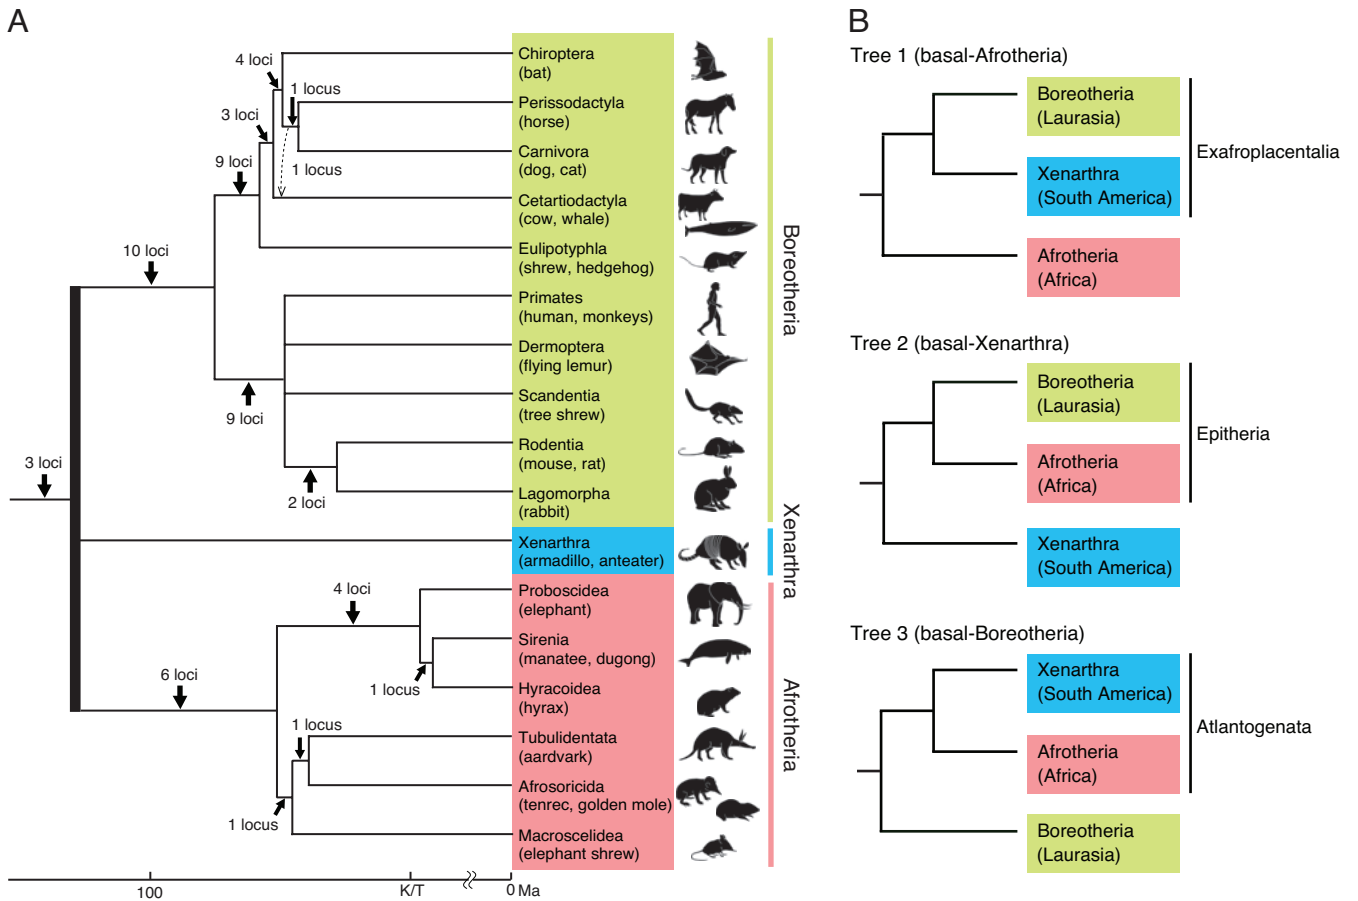 A
4 loci
1 locus
3 loci
9 loci
1 locus
10 loci
9 loci
3 loci
2 loci
4 loci
6 loci
1 locus
1 locus
1 locus
Chiroptera
(bat)
Perissodactyla
(horse)
Carnivora
(dog, cat)
Cetartiodactyla
(cow, whale)
Eulipotyphla
(shrew, hedgehog)
Primates
(human, monkeys)
Dermoptera
(flying lemur)
Scandentia
(tree shrew)
Rodentia
(mouse, rat)
Lagomorpha
(rabbit)
Xenarthra
(armadillo, anteater)
Proboscidea
(elephant)
Sirenia
(manatee, dugong)
Hyracoidea
(hyrax)
Tubulidentata
(aardvark)
Afrosoricida
(tenrec, golden mole)
Macroscelidea
(elephant shrew)
Boreotheria
Xenarthra
Afrotheria
100
K/T
0 Ma
B
Tree 1 (basal-Afrotheria)
Boreotheria
(Laurasia)
Xenarthra
(South America)
Afrotheria
(Africa)
Exafroplacentalia
Tree 2 (basal-Xenarthra)
Boreotheria
(Laurasia)
Afrotheria
(Africa)
Xenarthra
(South America)
Epitheria
Tree 3 (basal-Boreotheria)
Xenarthra
(South America)
Afrotheria
(Africa)
Boreotheria
(Laurasia)
Atlantogenata